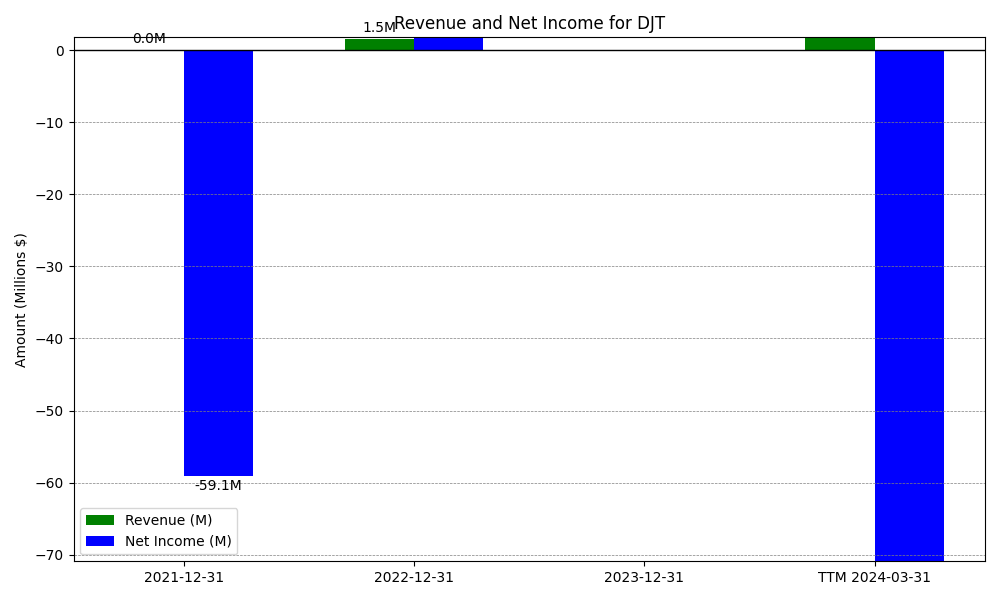 Revenue and Net Income for DJT
0.0M
1.5M
-59.1M
Amount (Millions $)
0
−10
−20
−30
−40
−50
−60
−70
Revenue (M)
Net Income (M)
2021-12-31
2022-12-31
2023-12-31
TTM 2024-03-31